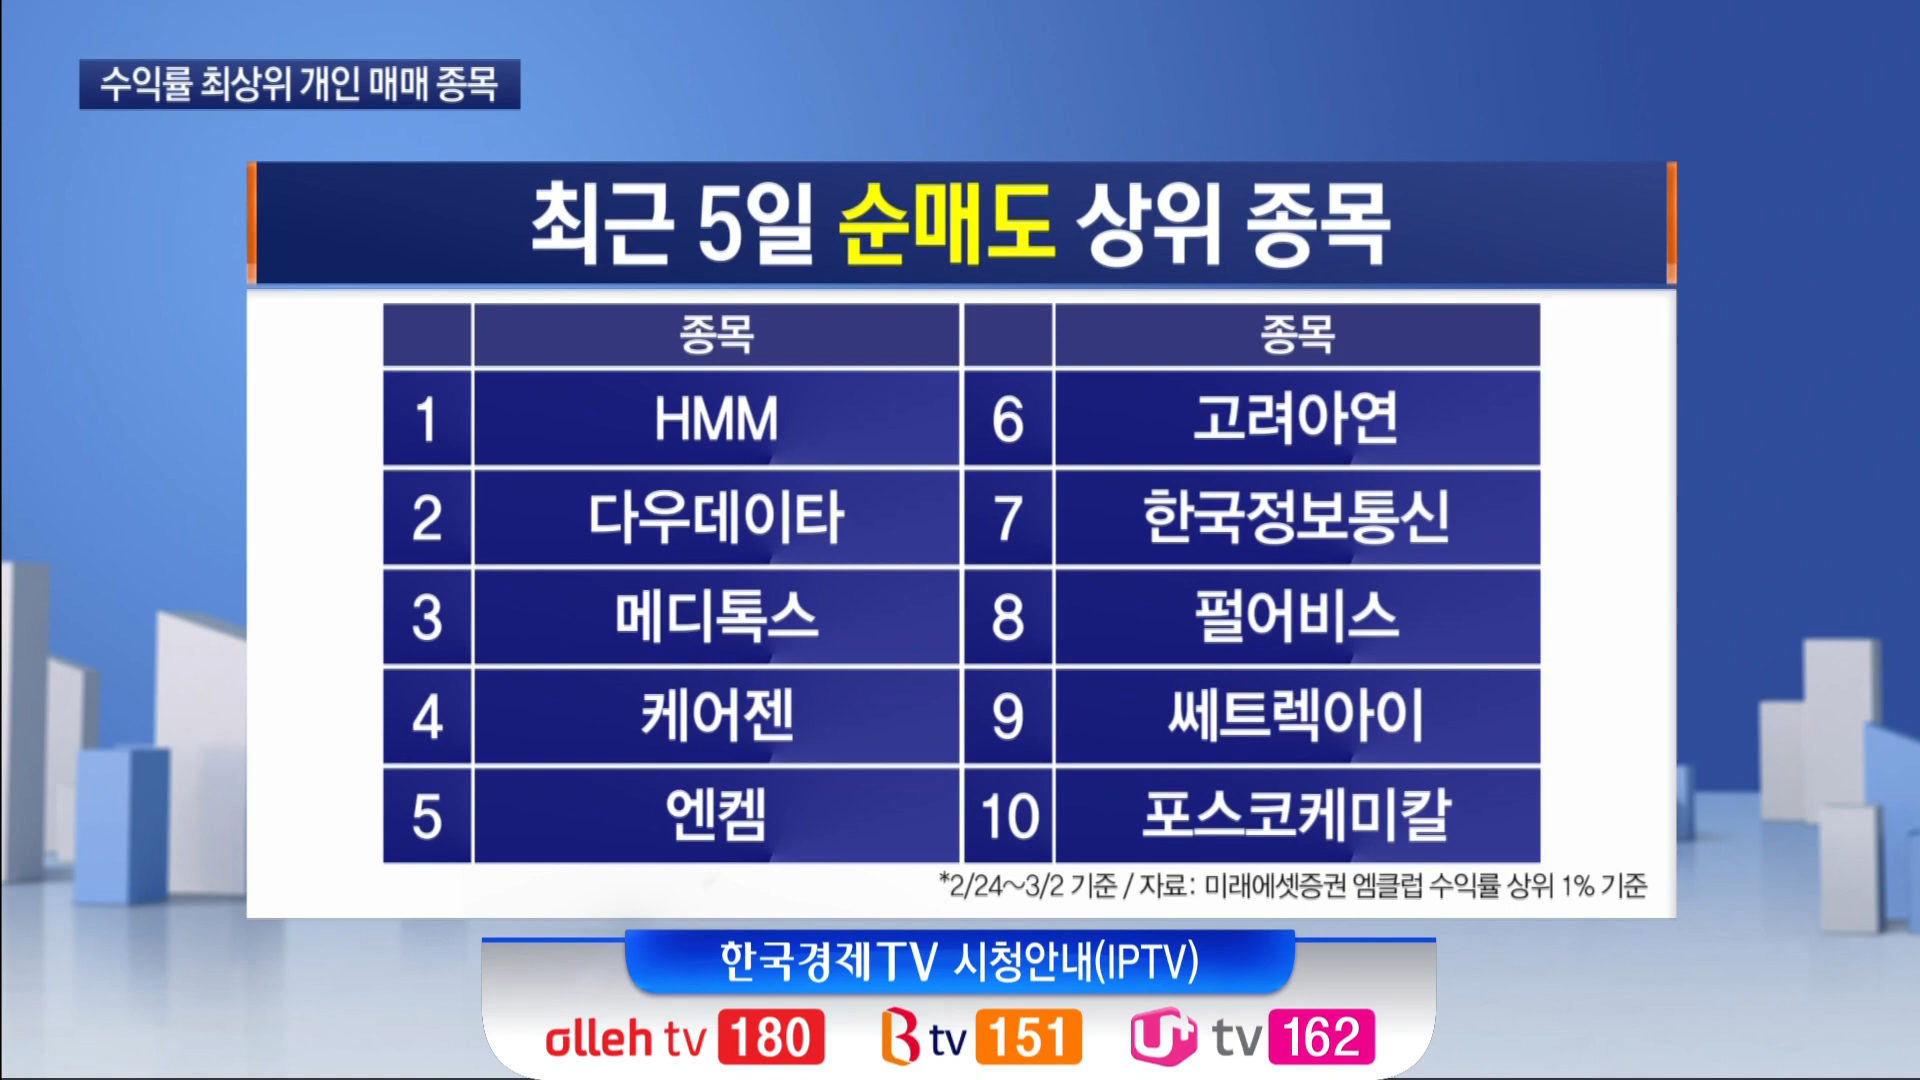 수익률 최상위 개인 매매 종목
최근 5일 순매도 상위 종목
종목 종목
1 HMM 6 고려아연
2 다우데이타 7 한국정보통신
3 메디톡스 8 펄어비스
4 케어젠 9 쎄트렉아이
5 엔켐 10 포스코케미칼
*2/24~3/2 기준 / 자료: 미래에셋증권 엠클럽 수익률 상위 1% 기준
한국경제TV 시청안내(IPTV)
olleh tv 180 B tv 151 U+ tv 162